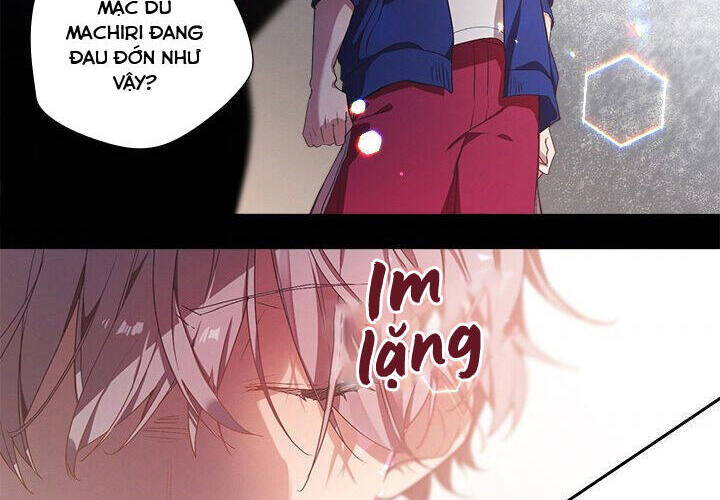 MẶC DÙ
MACHIRI ĐANG
ĐAU ĐỚN NHƯ
VẬY?
Im
lặng